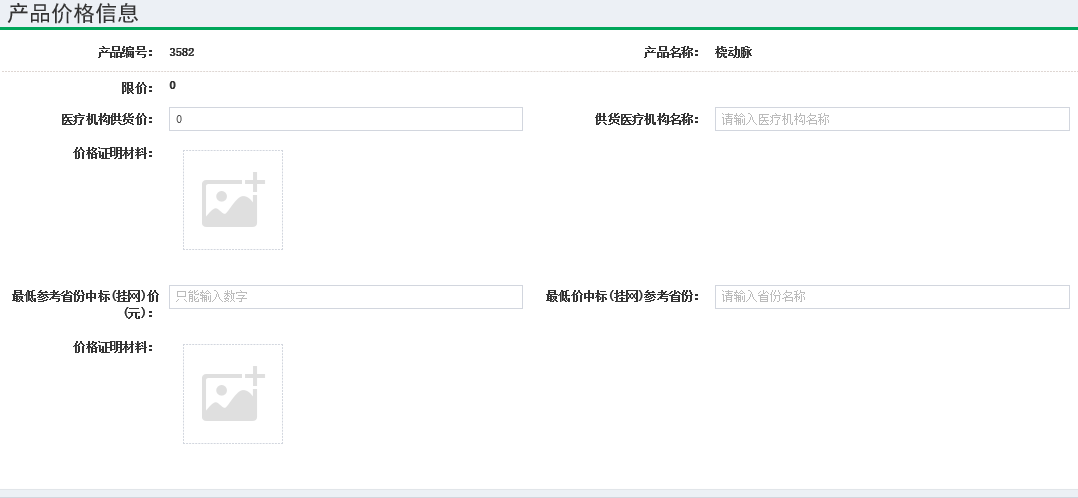 产品价格信息
产品编号： 3582 产品名称： 桡动脉
限价： 0
医疗机构供货价： 0 供货医疗机构名称： 请输入医疗机构名称
价格证明材料：
最低参考省份中标(挂网)价 只能输入数字 最低价中标(挂网)参考省份： 请输入省份名称
(元)：
价格证明材料：